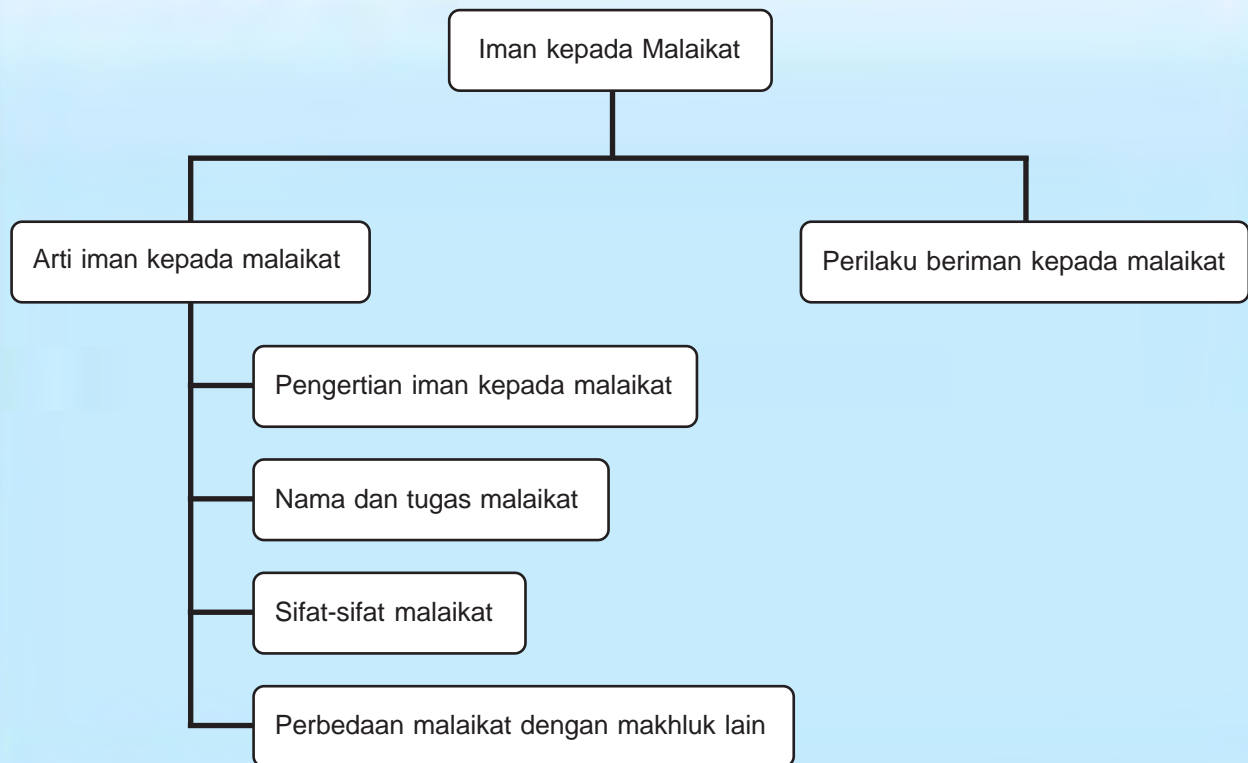 Iman kepada Malaikat
Arti iman kepada malaikat
Perilaku beriman kepada malaikat
Pengertian iman kepada malaikat
Nama dan tugas malaikat
Sifat-sifat malaikat
Perbedaan malaikat dengan makhluk lain